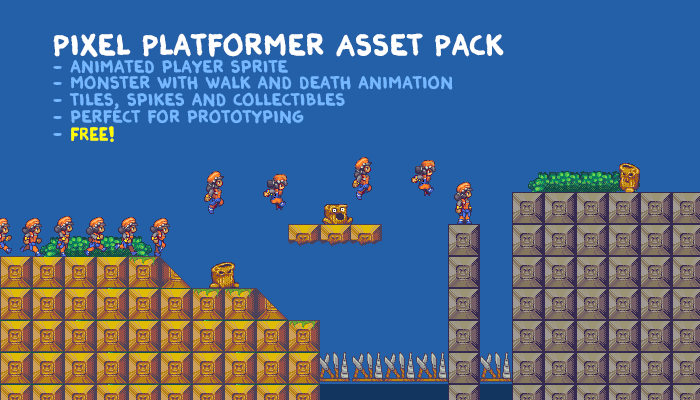 PIXEL PLATFORMER ASSET PACK
- ANIMATED PLAYER SPRITE
- MONSTER WITH WALK AND DEATH ANIMATION
- TILES, SPIKES AND COLLECTIBLES
- PERFECT FOR PROTOTYPING
- FREE!